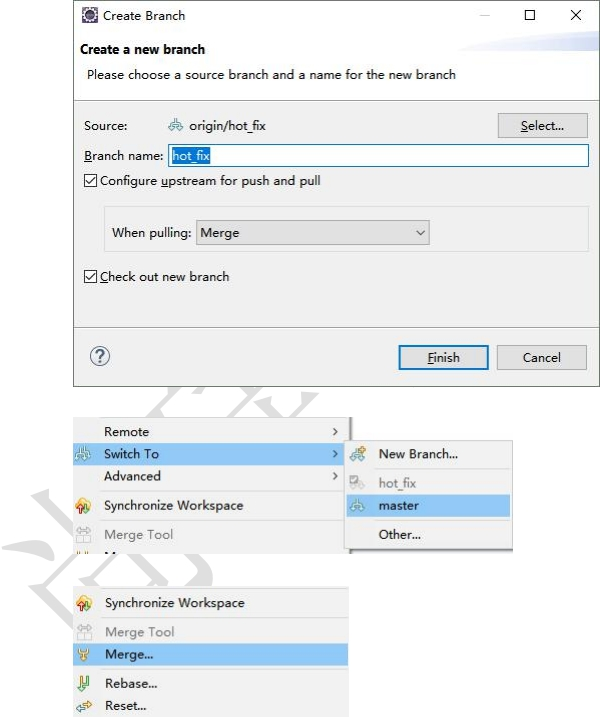 Create Branch
Create a new branch
Please choose a source branch and a name for the new branch
Source: origin/hot_fix Select...
Branch name: hot_fix
Configure upstream for push and pull
When pulling: Merge
Check out new branch
Finish Cancel
Remote
Switch To New Branch...
Advanced hot_fix
Synchronize Workspace master
Merge Tool Other...
Synchronize Workspace
Merge Tool
Merge...
Rebase...
Reset...